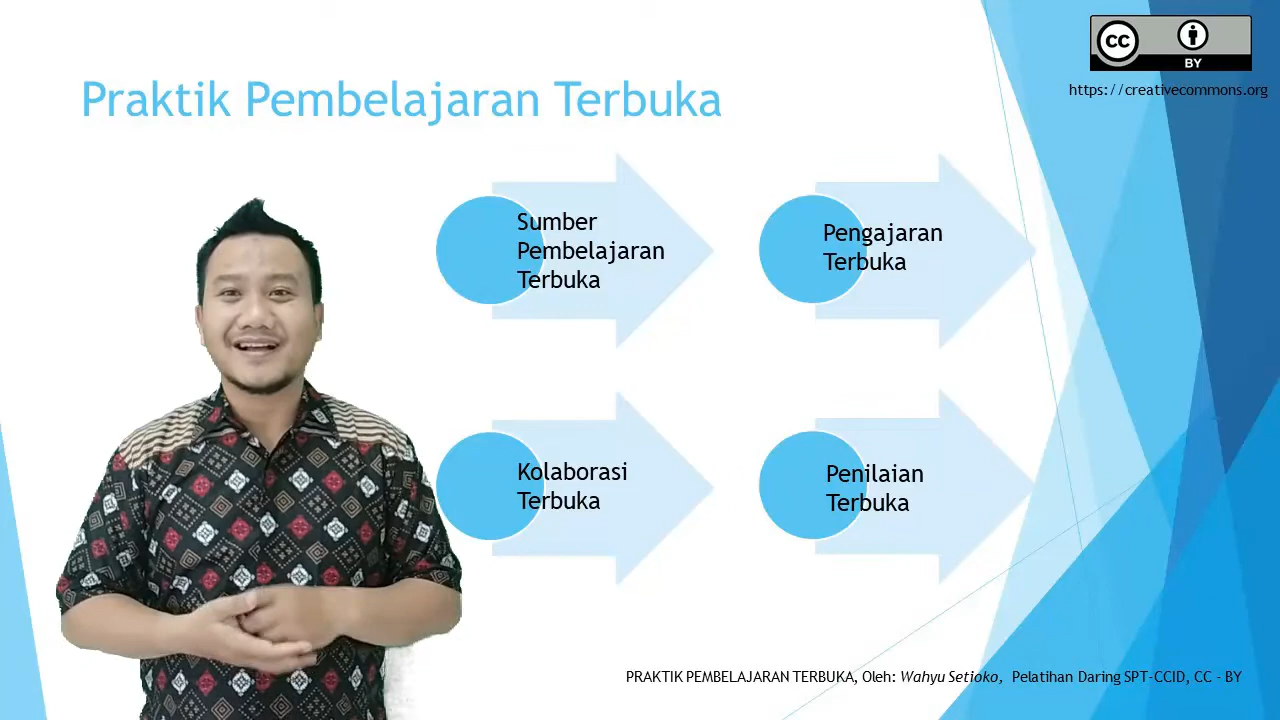 CC
BY
https://creativecommons.org
Praktik Pembelajaran Terbuka
Sumber
Pembelajaran
Terbuka
Pengajaran
Terbuka
Kolaborasi
Terbuka
Penilaian
Terbuka
PRAKTIK PEMBELAJARAN TERBUKA, Oleh: Wahyu Setioko, Pelatihan Daring SPT-CCID, CC - BY